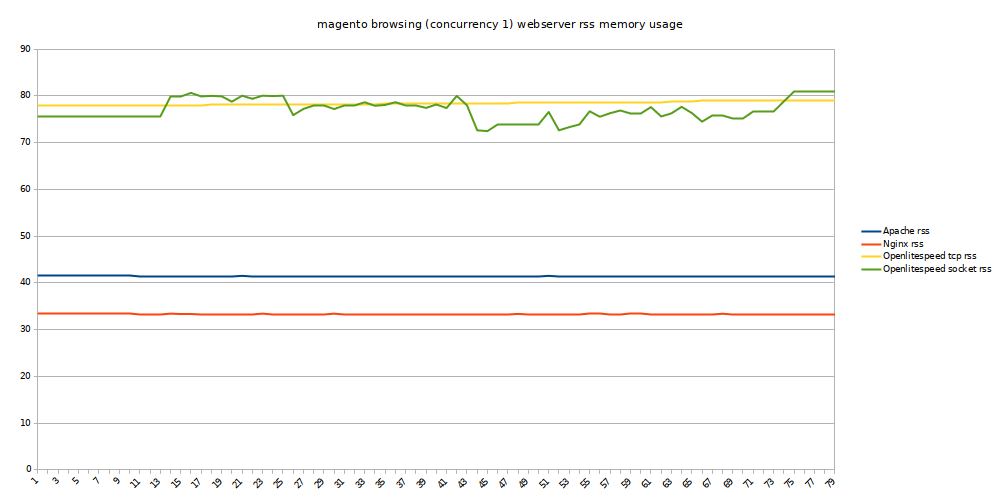 magento browsing (concurrency 1) webserver rss memory usage
90
80
70
60
50
40
30
20
10
0
1 3 5 7 9 11 13 15 17 19 21 23 25 27 29 31 33 35 37 39 41 43 45 47 49 51 53 55 57 59 61 63 65 67 69 71 73 75 77 79
Apache rss
Nginx rss
Openlitespeed tcp rss
Openlitespeed socket rss